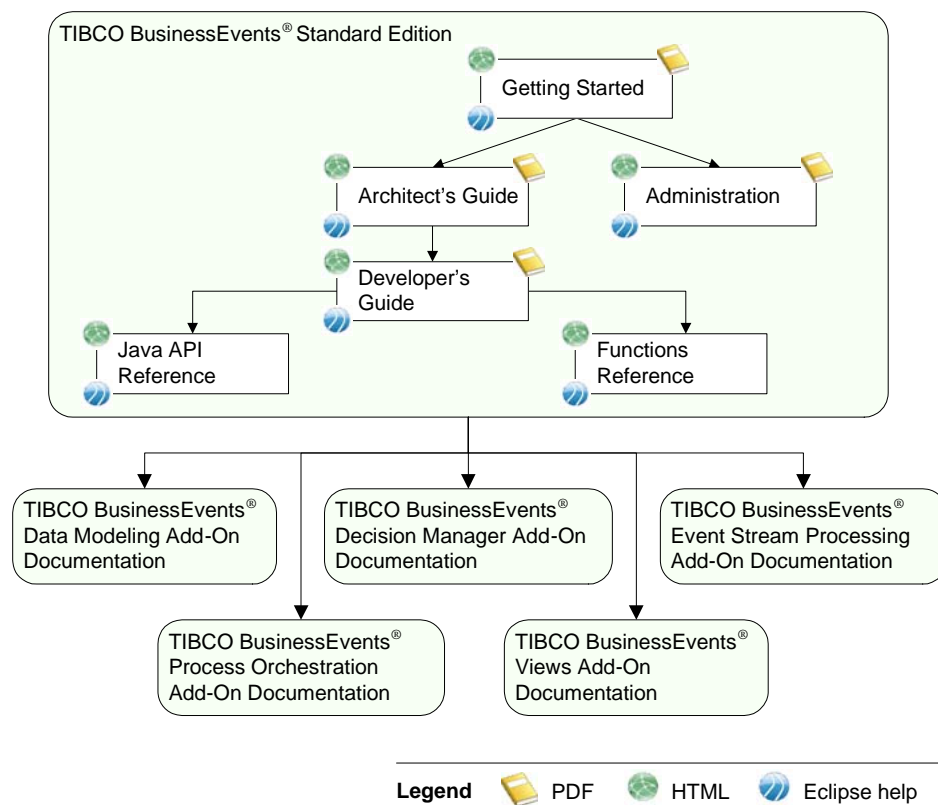 TIBCO BusinessEvents® Standard Edition
Getting Started
Architect's Guide
Administration
Developer's
Guide
Java API
Reference
Functions
Reference
TIBCO BusinessEvents®
Data Modeling Add-On
Documentation
TIBCO BusinessEvents®
Decision Manager Add-On
Documentation
TIBCO BusinessEvents®
Event Stream Processing
Add-On Documentation
TIBCO BusinessEvents®
Process Orchestration
Add-On Documentation
TIBCO BusinessEvents®
Views Add-On
Documentation
Legend PDF HTML Eclipse help